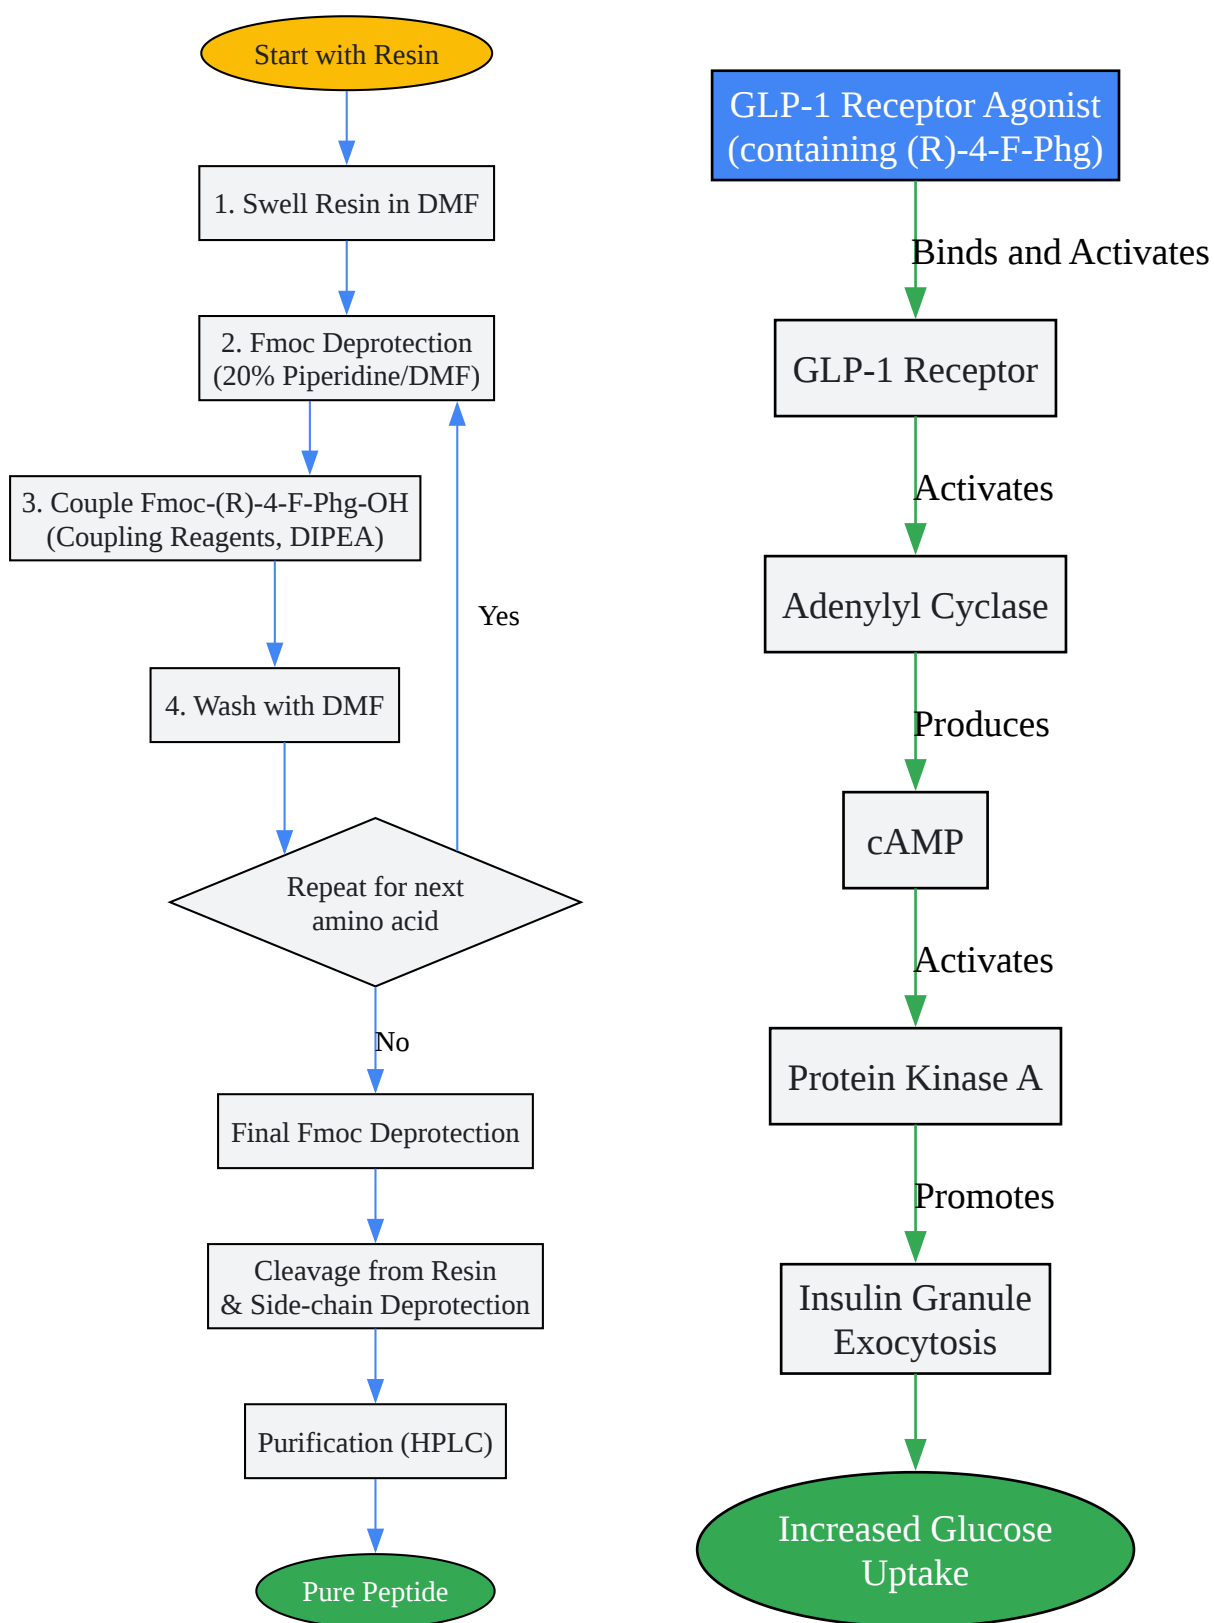 Start with Resin
1. Swell Resin in DMF
2. Fmoc Deprotection
(20% Piperidine/DMF)
3. Couple Fmoc-(R)-4-F-Phg-OH
(Coupling Reagents, DIPEA)
Yes
4. Wash with DMF
Repeat for next
amino acid
No
Final Fmoc Deprotection
Cleavage from Resin
& Side-chain Deprotection
Purification (HPLC)
Pure Peptide
GLP-1 Receptor Agonist
(containing (R)-4-F-Phg)
Binds and Activates
GLP-1 Receptor
Activates
Adenylyl Cyclase
Produces
cAMP
Activates
Protein Kinase A
Promotes
Insulin Granule
Exocytosis
Increased Glucose
Uptake